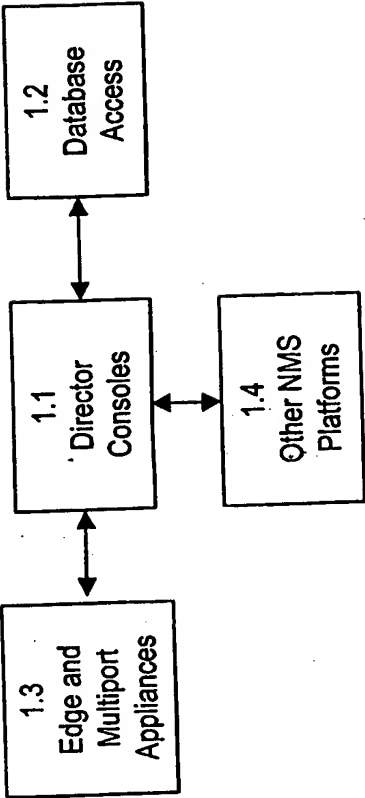 1.3
Edge and
Multiport
Appliances
1.1
Director
Consoles
1.2
Database
Access
1.4
Other NMS
Platforms